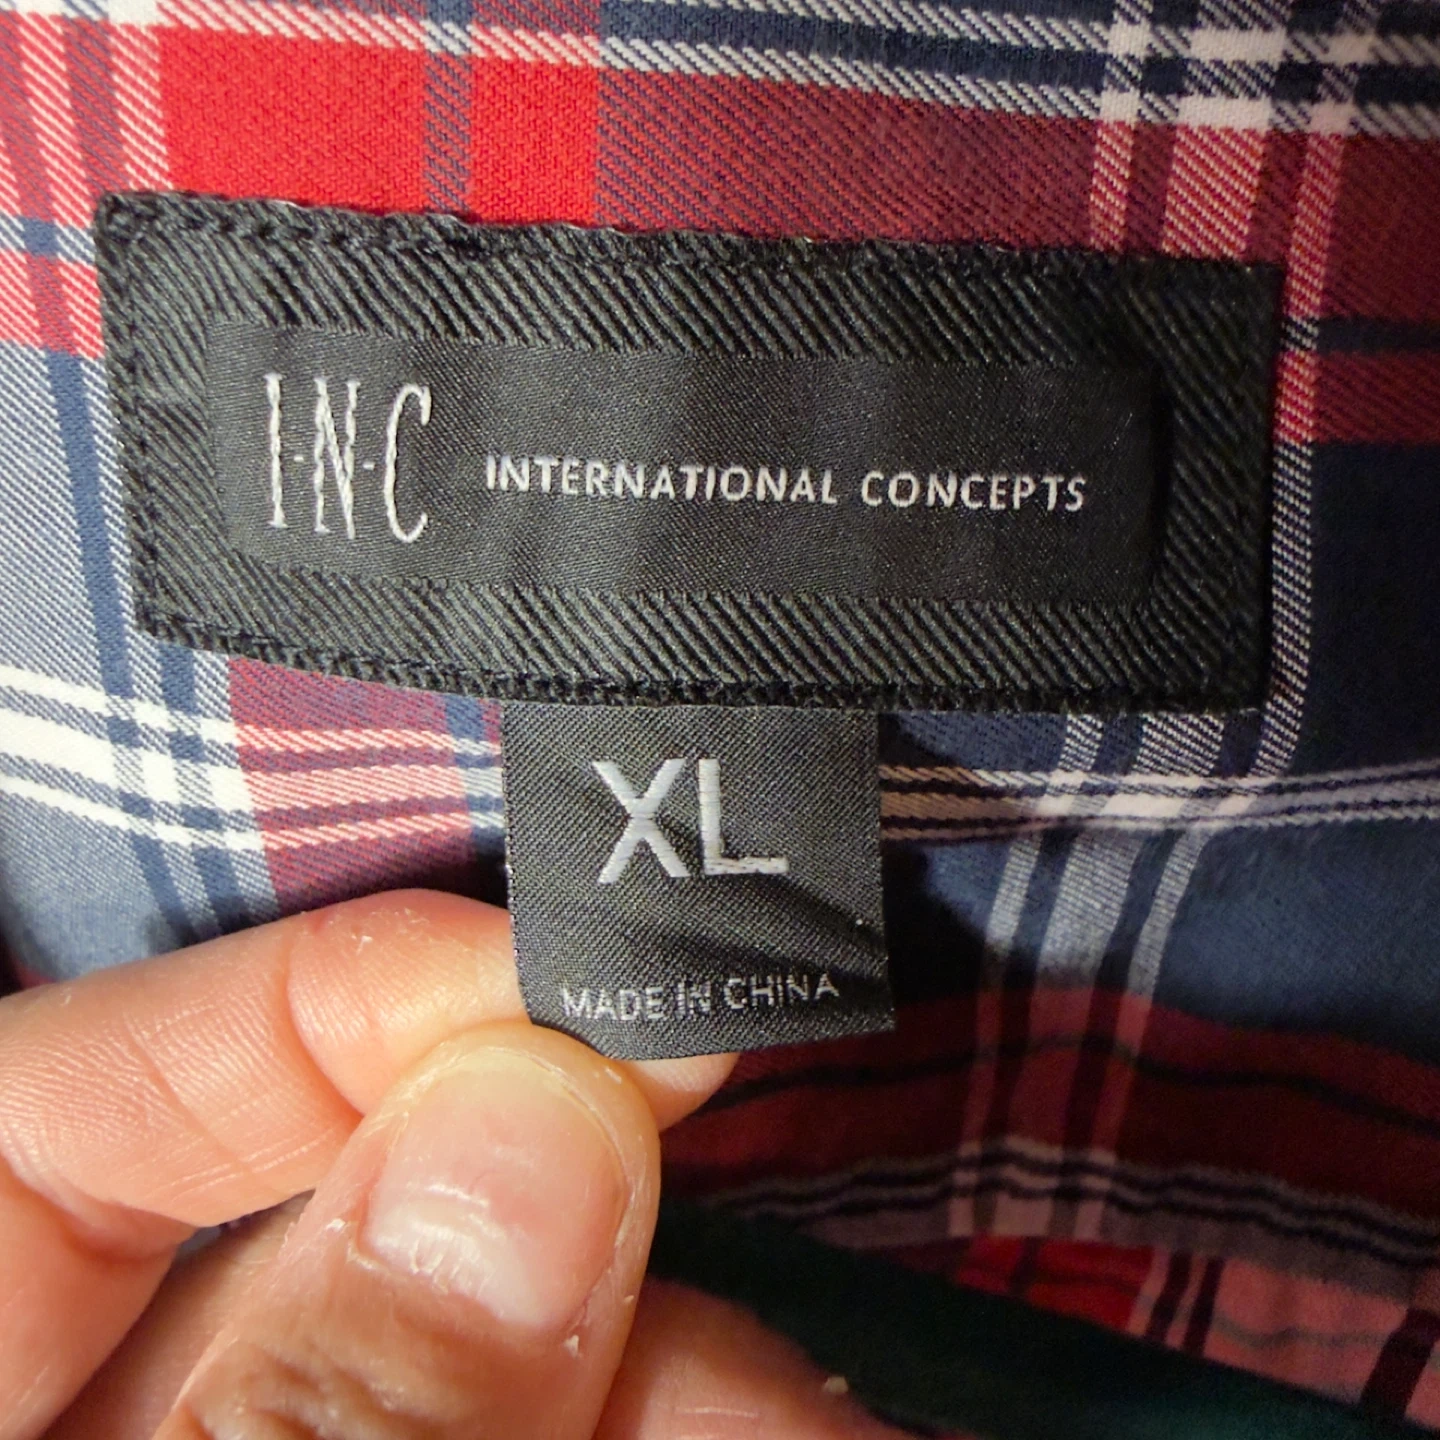 I-N-C INTERNATIONAL CONCEPTS
XL
MADE IN CHINA